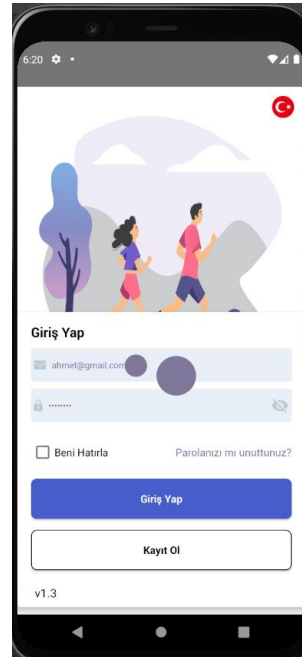 6:20
Giriş Yap
ahmet@gmail.com
········
Beni Hatırla Parolanızı mı unuttunuz?
Giriş Yap
Kayıt Ol
v1.3